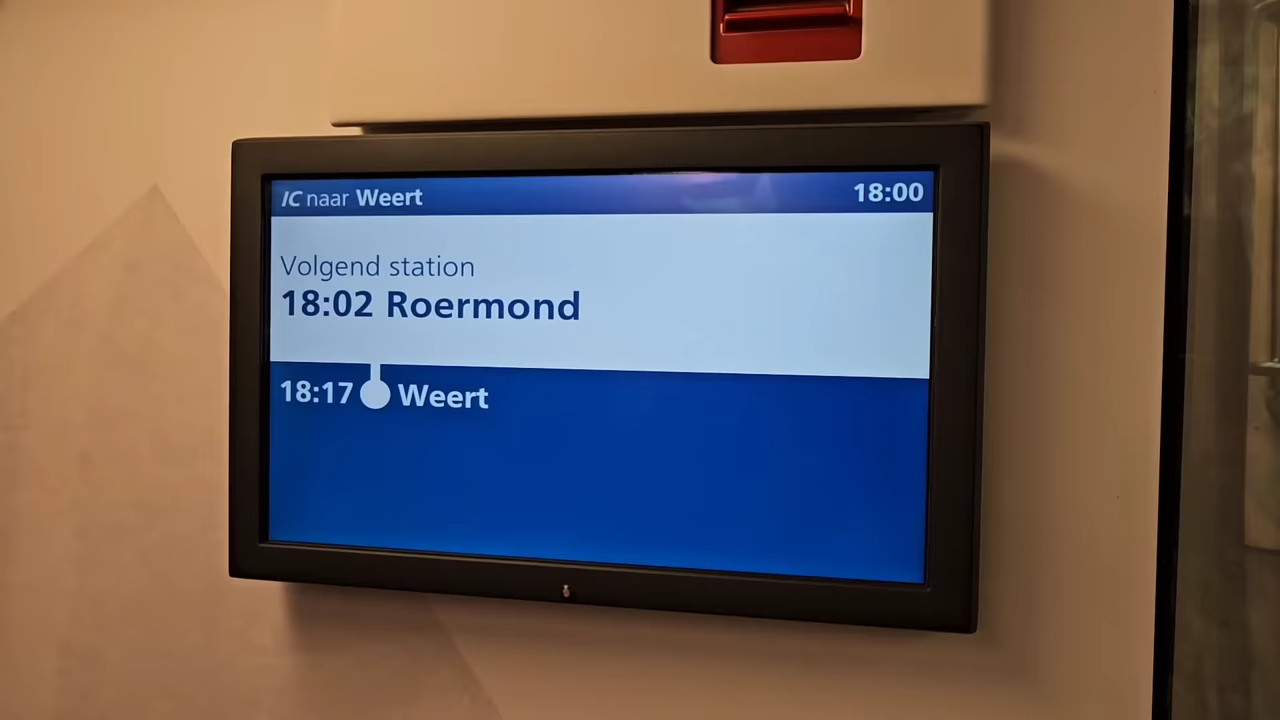 IC naar Weert 18:00
Volgend station
18:02 Roermond
18:17 Weert